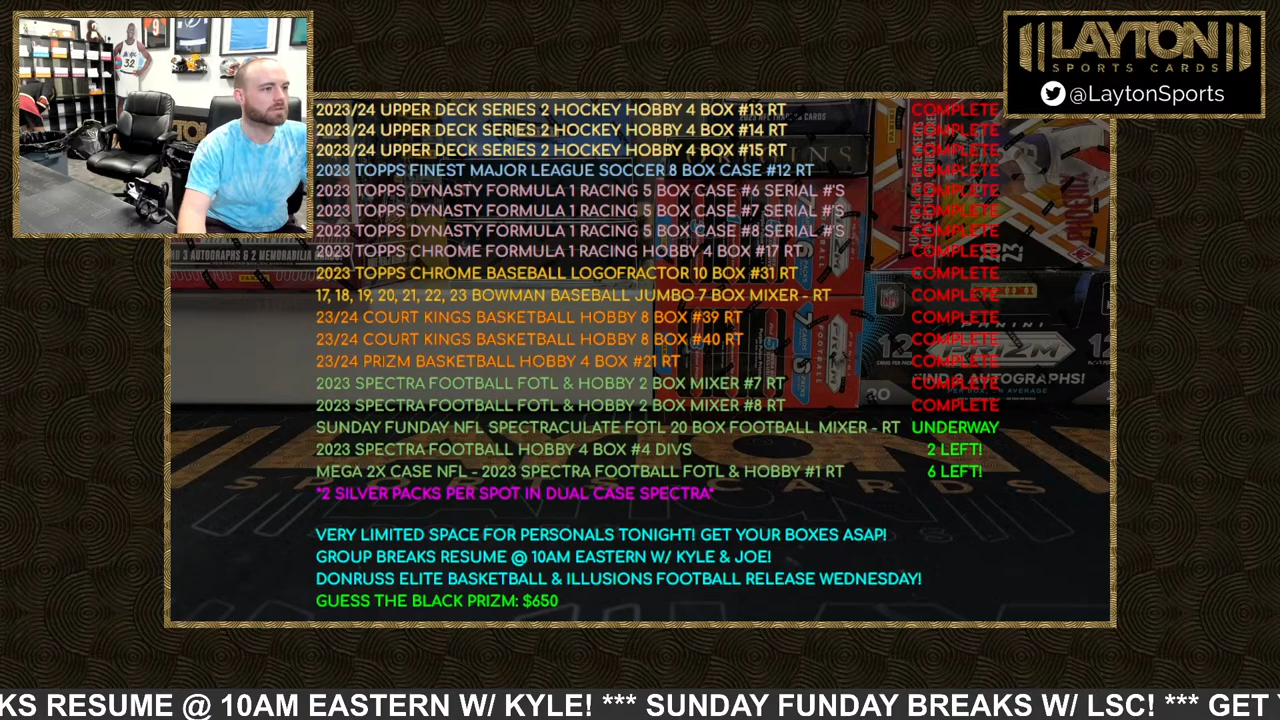 LAYTON
SPORTS CARDS
@LaytonSports
2023/24 UPPER DECK SERIES 2 HOCKEY HOBBY 4 BOX #13 RT COMPLETE
2023/24 UPPER DECK SERIES 2 HOCKEY HOBBY 4 BOX #14 RT COMPLETE
2023/24 UPPER DECK SERIES 2 HOCKEY HOBBY 4 BOX #15 RT COMPLETE
2023 TOPPS FINEST MAJOR LEAGUE SOCCER 8 BOX CASE #12 RT COMPLETE
2023 TOPPS DYNASTY FORMULA 1 RACING 5 BOX CASE #6 SERIAL #'S COMPLETE
2023 TOPPS DYNASTY FORMULA 1 RACING 5 BOX CASE #7 SERIAL #'S COMPLETE
2023 TOPPS DYNASTY FORMULA 1 RACING 5 BOX CASE #8 SERIAL #'S COMPLETE
2023 TOPPS CHROME FORMULA 1 RACING HOBBY 4 BOX #17 RT COMPLETE
2023 TOPPS CHROME BASEBALL LOGOFRACTOR 10 BOX #31 RT COMPLETE
17, 18, 19, 20, 21, 22, 23 BOWMAN BASEBALL JUMBO 7 BOX MIXER - RT COMPLETE
23/24 COURT KINGS BASKETBALL HOBBY 8 BOX #39 RT COMPLETE
23/24 COURT KINGS BASKETBALL HOBBY 8 BOX #40 RT COMPLETE
23/24 PRIZM BASKETBALL HOBBY 4 BOX #21 RT COMPLETE
2023 SPECTRA FOOTBALL FOTL & HOBBY 2 BOX MIXER #7 RT COMPLETE
2023 SPECTRA FOOTBALL FOTL & HOBBY 2 BOX MIXER #8 RT COMPLETE
SUNDAY FUNDAY NFL SPECTRACULATE FOTL 20 BOX FOOTBALL MIXER - RT UNDERWAY
2023 SPECTRA FOOTBALL HOBBY 4 BOX #4 DIVS 2 LEFT!
MEGA 2X CASE NFL - 2023 SPECTRA FOOTBALL FOTL & HOBBY #1 RT 6 LEFT!
*2 SILVER PACKS PER SPOT IN DUAL CASE SPECTRA*
VERY LIMITED SPACE FOR PERSONALS TONIGHT! GET YOUR BOXES ASAP!
GROUP BREAKS RESUME @ 10AM EASTERN W/ KYLE & JOE!
DONRUSS ELITE BASKETBALL & ILLUSIONS FOOTBALL RELEASE WEDNESDAY!
GUESS THE BLACK PRIZM: $650
PANINI
PRIZM
32
KS RESUME @ 10AM EASTERN W/ KYLE! *** SUNDAY FUNDAY BREAKS W/ LSC! *** GET